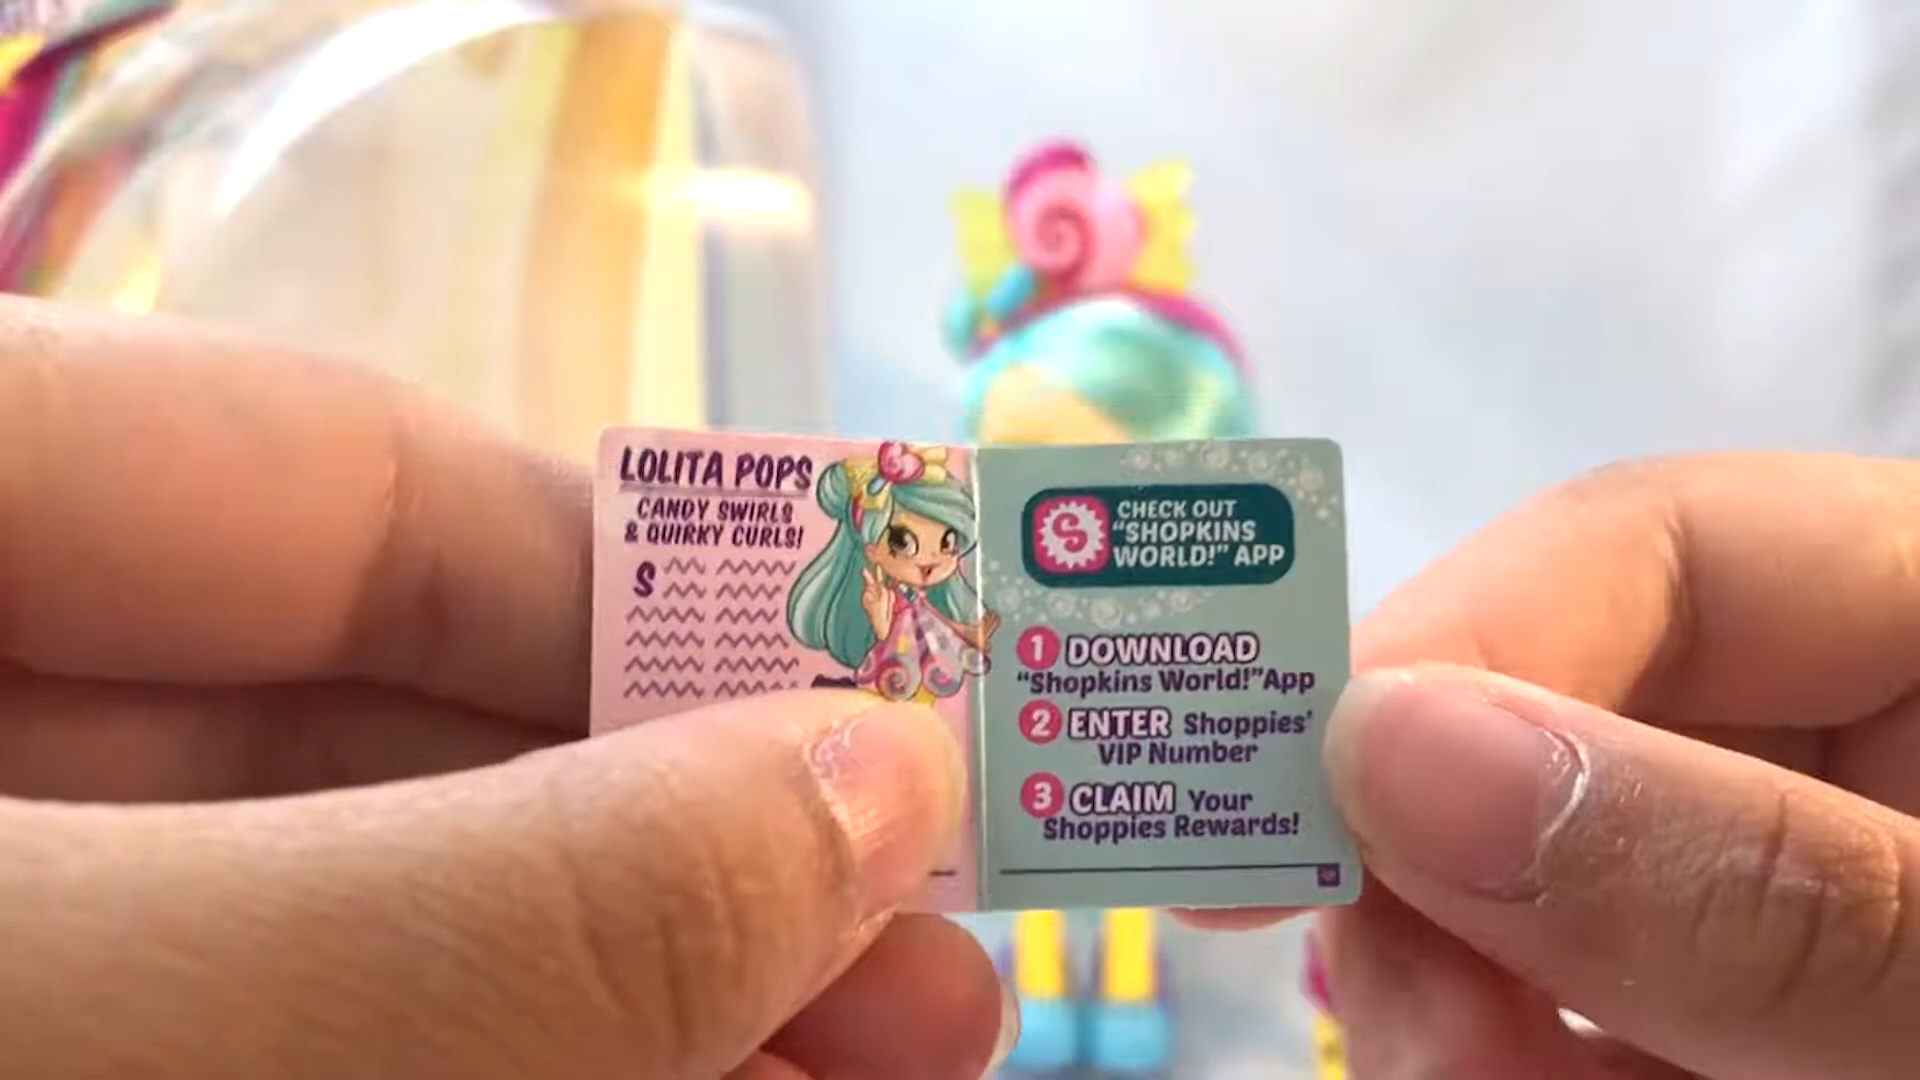 LOLITA POPS
CANDY SWIRLS
& QUIRKY CURLS!
S
S
CHECK OUT
“SHOPKINS
WORLD!” APP
1 DOWNLOAD
“Shopkins World!”App
2 ENTER Shoppies’
VIP Number
3 CLAIM Your
Shoppies Rewards!